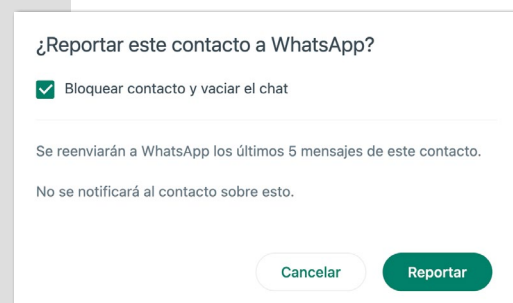 ¿Reportar este contacto a WhatsApp?
Bloquear contacto y vaciar el chat
Se reenviarán a WhatsApp los últimos 5 mensajes de este contacto.
No se notificará al contacto sobre esto.
Cancelar Reportar